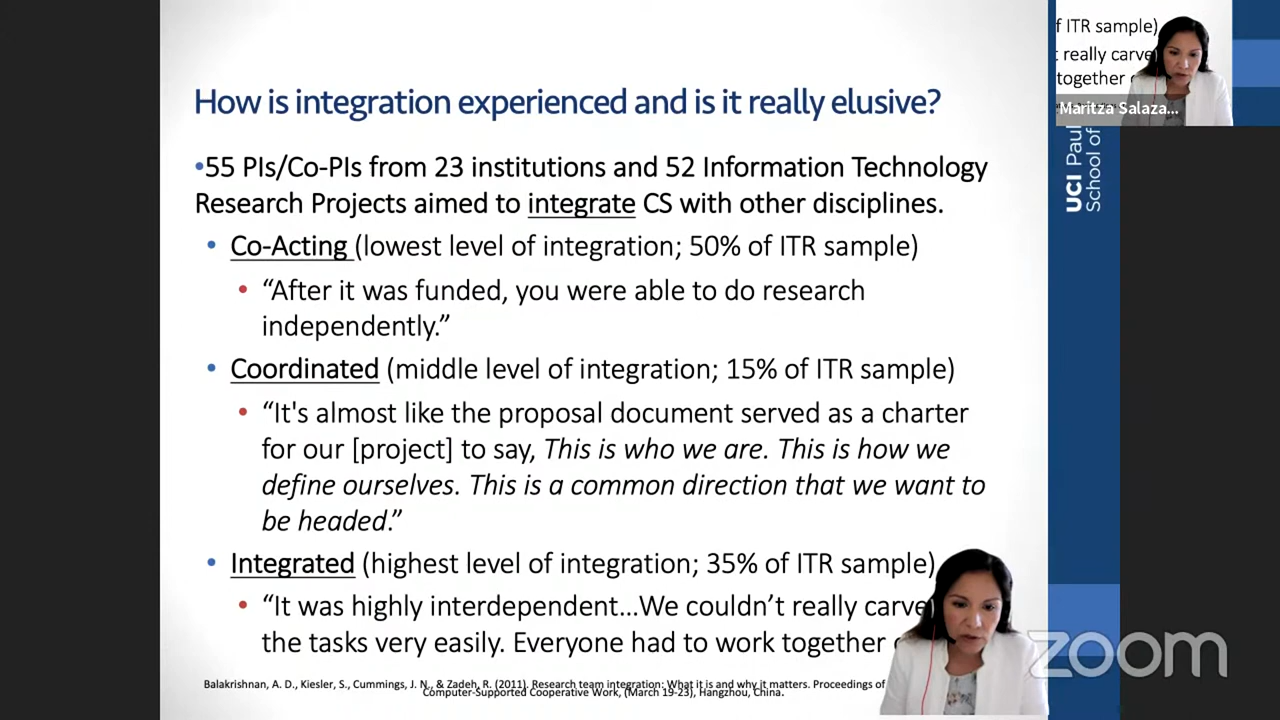 How is integration experienced and is it really elusive?
•55 PIs/Co-PIs from 23 institutions and 52 Information Technology
Research Projects aimed to integrate CS with other disciplines.
• Co-Acting (lowest level of integration; 50% of ITR sample)
• “After it was funded, you were able to do research
independently.”
• Coordinated (middle level of integration; 15% of ITR sample)
• “It's almost like the proposal document served as a charter
for our [project] to say, This is who we are. This is how we
define ourselves. This is a common direction that we want to
be headed.”
• Integrated (highest level of integration; 35% of ITR sample)
• “It was highly interdependent…We couldn’t really carve
the tasks very easily. Everyone had to work together
Balakrishnan, A. D., Kiesler, S., Cummings, J. N., & Zadeh, R. (2011). Research team integration: What it is and why it matters. Proceedings of
Computer-Supported Cooperative Work, (March 19-23), Hangzhou, China.
f ITR sample)
really carve
together
Maritza Salaza...
UCI Paul
School of
zoom